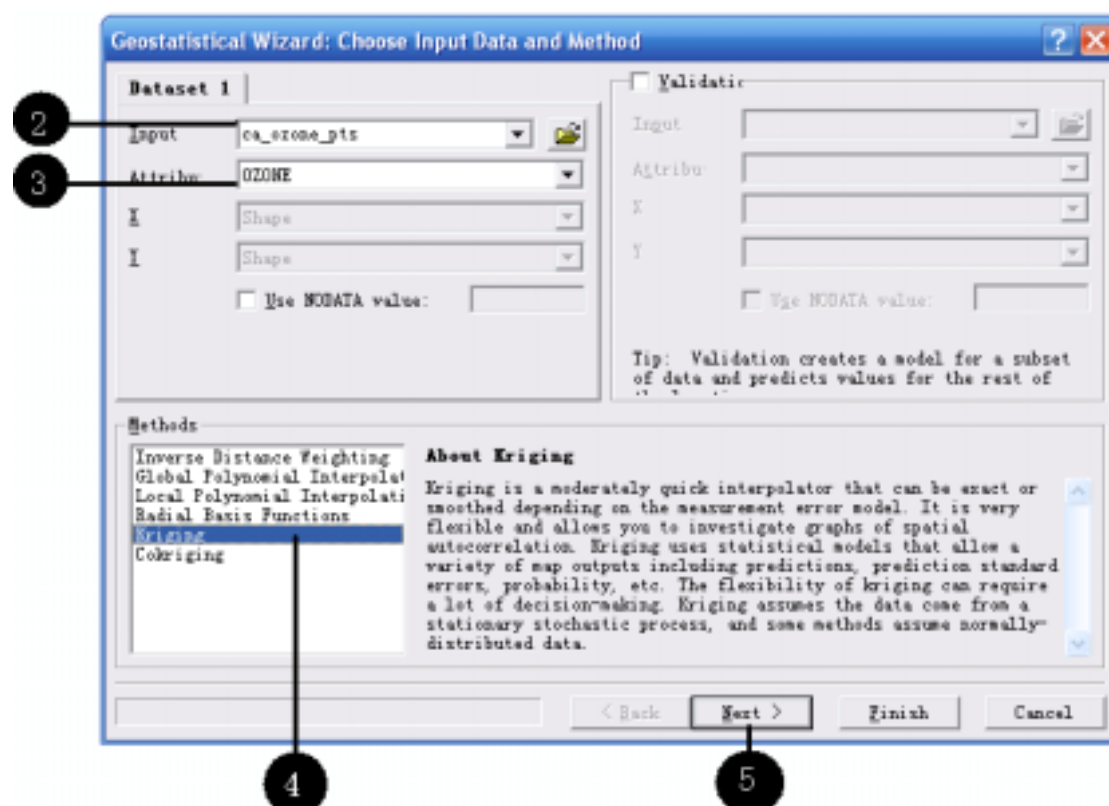 Geostatistical Wizard: Choose Input Data and Method
Dataset 1
2
Input
ca_ozone_pts
3
Attribu
OZONE
X
Shape
Y
Shape
Use NODATA value:
Validatic
Input
Attribu
X
Y
Use NODATA value:
Tip: Validation creates a model for a subset
of data and predicts values for the rest of
Methods
Inverse Distance Weighting
Global Polynomial Interpolat
Local Polynomial Interpolati
Radial Basis Functions
Kriging
Cokriging
About Kriging
Kriging is a moderately quick interpolator that can be exact or
smoothed depending on the measurement error model. It is very
flexible and allows you to investigate graphs of spatial
autocorrelation. Kriging uses statistical models that allow a
variety of map outputs including predictions, prediction standard
errors, probability, etc. The flexibility of kriging can require
a lot of decision-making. Kriging assumes the data come from a
stationary stochastic process, and some methods assume normally-
distributed data.
< Back
Next >
Finish
Cancel
4
5